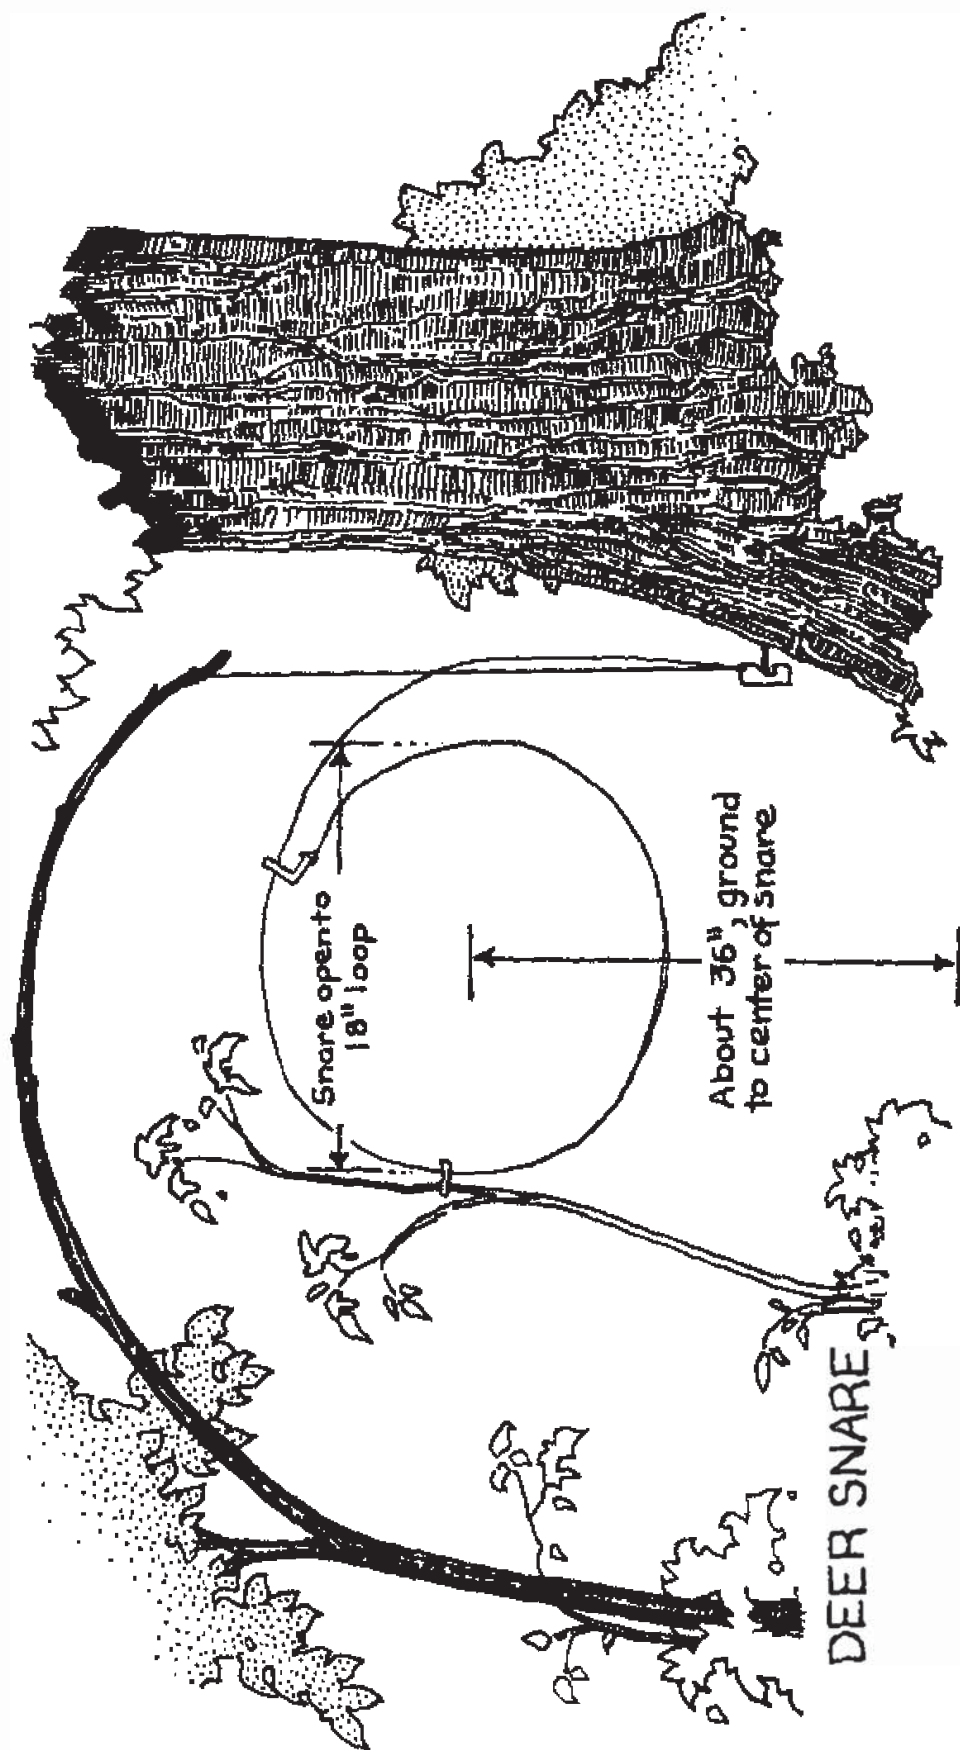 Snare open to
18" loop
About 36", ground
to center of snare
DEER SNARE